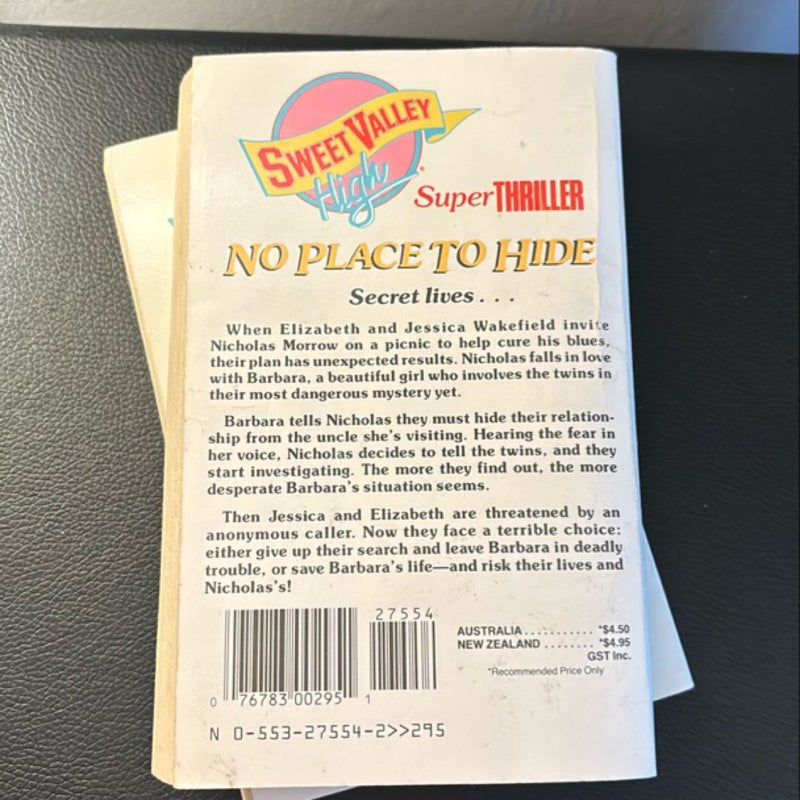 SWEET VALLEY
High
Super THRILLER
NO PLACE TO HIDE
Secret lives . . .
When Elizabeth and Jessica Wakefield invite
Nicholas Morrow on a picnic to help cure his blues,
their plan has unexpected results. Nicholas falls in love
with Barbara, a beautiful girl who involves the twins in
their most dangerous mystery yet.
Barbara tells Nicholas they must hide their relation-
ship from the uncle she's visiting. Hearing the fear in
her voice, Nicholas decides to tell the twins, and they
start investigating. The more they find out, the more
desperate Barbara's situation seems.
Then Jessica and Elizabeth are threatened by an
anonymous caller. Now they face a terrible choice:
either give up their search and leave Barbara in deadly
trouble, or save Barbara's life—and risk their lives and
Nicholas's!
27554
AUSTRALIA........... *$4.50
NEW ZEALAND ........ *$4.95
GST Inc.
*Recommended Price Only
0 76783 00295 1
N 0-553-27554-2>>295